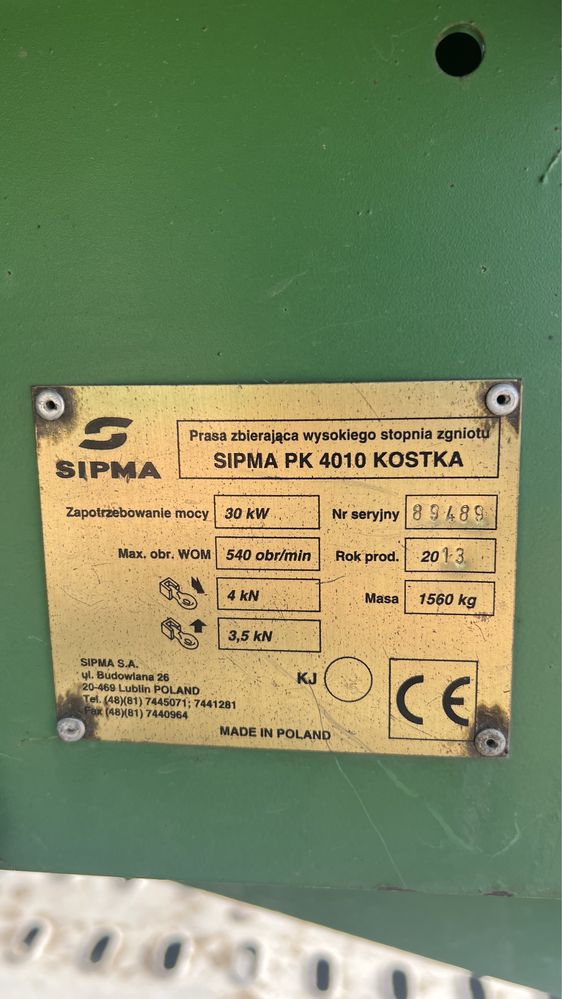 SIPMA
Prasa zbierająca wysokiego stopnia zgniotu
SIPMA PK 4010 KOSTKA
Zapotrzebowanie mocy 30 kW Nr seryjny 89489
Max. obr. WOM 540 obr/min Rok prod. 2013
4 kN Masa 1560 kg
3,5 kN
SIPMA S.A.
ul. Budowlana 26
20-469 Lublin POLAND
Tel. (48)(81) 7445071; 7441281
Fax (48)(81) 7440964
KJ
CE
MADE IN POLAND